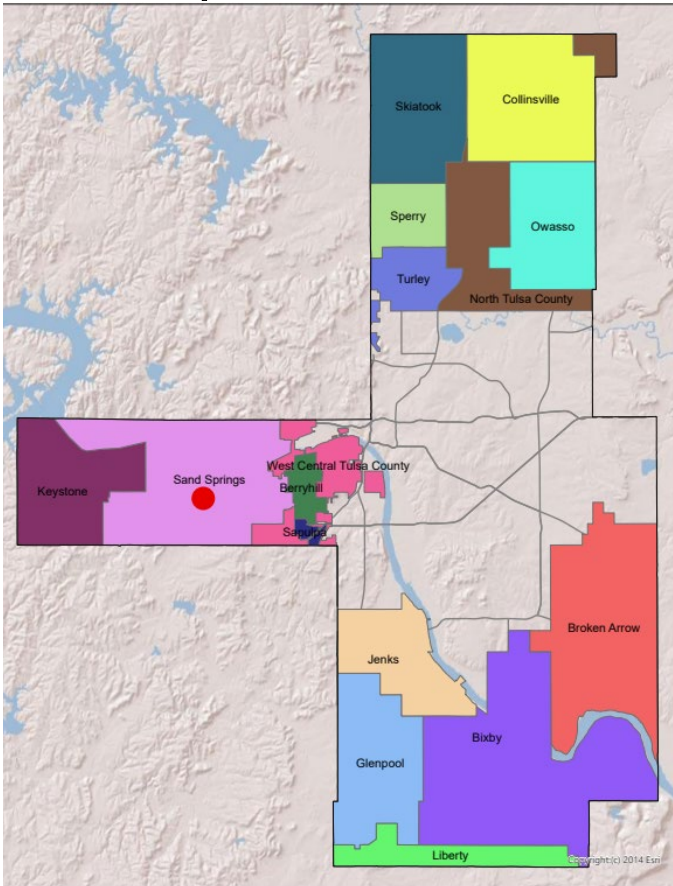 Skiatook
Collinsville
Sperry
Owasso
Turley
North Tulsa County
West Central Tulsa County
Sand Springs
Berryhill
Keystone
Sapulpa
Broken Arrow
Jenks
Bixby
Glenpool
Liberty
Copyright:(c) 2014 Esri